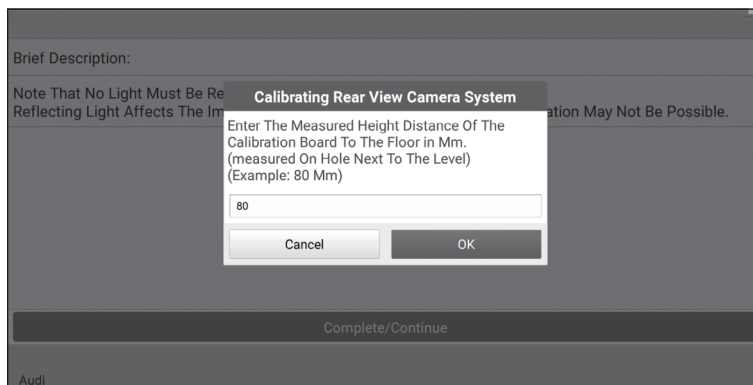 Brief Description:
Note That No Light Must Be Re
Reflecting Light Affects The Im
ation May Not Be Possible.
Calibrating Rear View Camera System
Enter The Measured Height Distance Of The
Calibration Board To The Floor in Mm.
(measured On Hole Next To The Level)
(Example: 80 Mm)
80
Cancel
OK
Complete/Continue
Audi